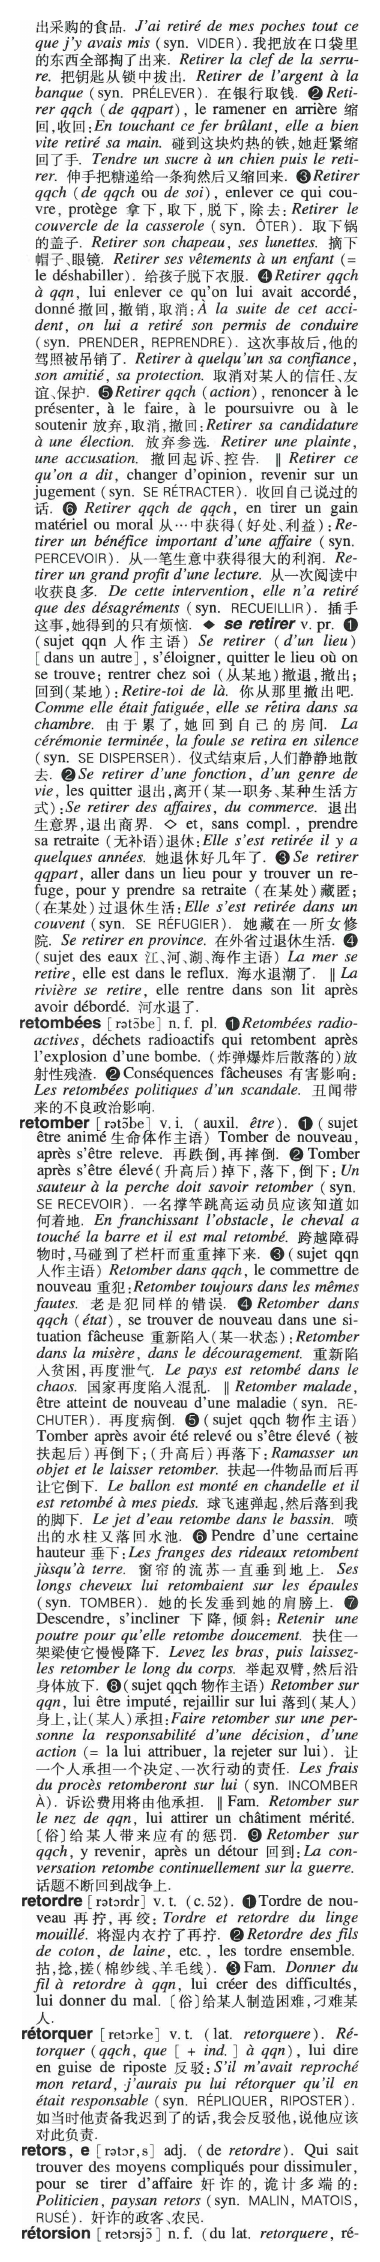 出采购的食品. J'ai retiré de mes poches tout ce
que j'y avais mis (syn. VIDER). 我把放在口袋里
的东西全部掏了出来. Retirer la clef de la serru-
re. 把钥匙从锁中拔出. Retirer de l'argent à la
banque (syn. PRÉLEVER). 在银行取钱. ❷ Reti-
rer qqch (de qqpart), le ramener en arrière 缩
回,收回:En touchant ce fer brûlant, elle a bien
vite retiré sa main. 碰到这块灼热的铁,她赶紧缩
回了手. Tendre un sucre à un chien puis le reti-
rer. 伸手把糖递给一条狗然后又缩回来. ❸ Retirer
qqch (de qqch ou de soi), enlever ce qui cou-
vre, protège 拿下,取下,脱下,除去: Retirer le
couvercle de la casserole (syn. ÔTER). 取下锅
的盖子. Retirer son chapeau, ses lunettes. 摘下
帽子、眼镜. Retirer ses vêtements à un enfant (=
le déshabiller). 给孩子脱下衣服. ❹ Retirer qqch
à qqn, lui enlever ce qu'on lui avait accordé,
donné 撤回,撤销,取消: À la suite de cet acci-
dent, on lui a retiré son permis de conduire
(syn. PRENDRE, REPRENDRE). 这次事故后,他的
驾照被吊销了. Retirer à quelqu'un sa confiance,
son amitié, sa protection. 取消对某人的信任、友
谊、保护. ❺ Retirer qqch (action), renoncer à le
présenter, à le faire, à le poursuivre ou à le
soutenir 放弃,取消,撤回: Retirer sa candidature
à une élection. 放弃参选. Retirer une plainte,
une accusation. 撤回起诉、控告. ‖ Retirer ce
qu'on a dit, changer d'opinion, revenir sur un
jugement (syn. SE RÉTRACTER). 收回自己说过的
话. ❻ Retirer qqch de qqch, en tirer un gain
matériel ou moral 从…中获得(好处、利益): Re-
tirer un bénéfice important d'une affaire (syn.
PERCEVOIR). 从一笔生意中获得很大的利润. Re-
tirer un grand profit d'une lecture. 从一次阅读中
收获良多. De cette intervention, elle n'a retiré
que des désagréments (syn. RECUEILLIR). 插手
这事,她得到的只有烦恼. ◆ se retirer v. pr. ❶
(sujet qqn 人作主语) Se retirer (d'un lieu)
[dans un autre], s'éloigner, quitter le lieu où on
se trouve; rentrer chez soi (从某地)撤退,撤出;
回到(某地): Retire-toi de là. 你从那里撤出吧.
Comme elle était fatiguée, elle se retira dans sa
chambre. 由于累了,她回到自己的房间. La
cérémonie terminée, la foule se retira en silence
(syn. SE DISPERSER). 仪式结束后,人们静静地散
去. ❷ Se retirer d'une fonction, d'un genre de
vie, les quitter 退出,离开(某一职务、某种生活方
式): Se retirer des affaires, du commerce. 退出
生意界,退出商界. ◇ et, sans compl., prendre
sa retraite (无补语)退休: Elle s'est retirée il y a
quelques années. 她退休好几年了. ❸ Se retirer
qqpart, aller dans un lieu pour y trouver un re-
fuge, pour y prendre sa retraite (在某处)藏匿;
(在某处)过退休生活: Elle s'est retirée dans un
couvent (syn. SE RÉFUGIER). 她藏在一所女修
院. Se retirer en province. 在外省过退休生活. ❹
(sujet des eaux 江、河、湖、海作主语) La mer se
retire, elle est dans le reflux. 海水退潮了. ‖ La
rivière se retire, elle rentre dans son lit après
avoir débordé. 河水退了.
retombées [rətɔ̃be] n. f. pl. ❶ Retombées radio-
actives, déchets radioactifs qui retombent après
l'explosion d'une bombe. (炸弹爆炸后散落的)放
射性残渣. ❷ Conséquences fâcheuses 有害影响:
Les retombées politiques d'un scandale. 丑闻带
来的不良政治影响.
retomber [rətɔ̃be] v. i. (auxil. être). ❶ (sujet
être animé 生命体作主语) Tomber de nouveau,
après s'être releve. 再跌倒,再摔倒. ❷ Tomber
après s'être élevé (升高后)掉下,落下,倒下: Un
sauteur à la perche doit savoir retomber (syn.
SE RECEVOIR). 一名撑竿跳高运动员应该知道如
何着地. En franchissant l'obstacle, le cheval a
touché la barre et il est mal retombé. 跨越障碍
物时,马碰到了栏杆而重重摔下来. ❸ (sujet qqn
人作主语) Retomber dans qqch, le commettre de
nouveau 重犯: Retomber toujours dans les mêmes
fautes. 老是犯同样的错误. ❹ Retomber dans
qqch (état), se trouver de nouveau dans une si-
tuation fâcheuse 重新陷入(某一状态): Retomber
dans la misère, dans le découragement. 重新陷
入贫困,再度泄气. Le pays est retombé dans le
chaos. 国家再度陷入混乱. ‖ Retomber malade,
être atteint de nouveau d'une maladie (syn. RE-
CHUTER). 再度病倒. ❺ (sujet qqch 物作主语)
Tomber après avoir été relevé ou s'être élevé (被
扶起后)再倒下;(升高后)再落下: Ramasser un
objet et le laisser retomber. 扶起一件物品而后再
让它倒下. Le ballon est monté en chandelle et il
est retombé à mes pieds. 球飞速弹起,然后落到我
的脚下. Le jet d'eau retombe dans le bassin. 喷
出的水柱又落回水池. ❻ Pendre d'une certaine
hauteur 垂下: Les franges des rideaux retombent
jusqu'à terre. 窗帘的流苏一直垂到地上. Ses
longs cheveux lui retombaient sur les épaules
(syn. TOMBER). 她的长发垂到她的肩膀上. ❼
Descendre, s'incliner 下降,倾斜: Retenir une
poutre pour qu'elle retombe doucement. 扶住一
架梁使它慢慢降下. Levez les bras, puis laissez-
les retomber le long du corps. 举起双臂,然后沿
身体放下. ❽ (sujet qqch 物作主语) Retomber sur
qqn, lui être imputé, rejaillir sur lui 落到(某人)
身上,让(某人)承担: Faire retomber sur une per-
sonne la responsabilité d'une décision, d'une
action (= la lui attribuer, la rejeter sur lui). 让
一个人承担一个决定、一次行动的责任. Les frais
du procès retomberont sur lui (syn. INCOMBER
À). 诉讼费用将由他承担. ‖ Fam. Retomber sur
le nez de qqn, lui attirer un châtiment mérité.
〔俗〕给某人带来应有的惩罚. ❾ Retomber sur
qqch, y revenir, après un détour 回到: La con-
versation retombe continuellement sur la guerre.
话题不断回到战争上.
retordre [rətɔrdr] v. t. (c. 52). ❶ Tordre de nou-
veau 再拧,再绞: Tordre et retordre du linge
mouillé. 将湿内衣拧了再拧. ❷ Retordre des fils
de coton, de laine, etc., les tordre ensemble.
拈,捻,搓(棉纱线、羊毛线). ❸ Fam. Donner du
fil à retordre à qqn, lui créer des difficultés,
lui donner du mal. 〔俗〕给某人制造困难,刁难某
人.
rétorquer [retɔrke] v. t. (lat. retorquere). Ré-
torquer (qqch, que [+ ind.] à qqn), lui dire
en guise de riposte 反驳: S'il m'avait reproché
mon retard, j'aurais pu lui rétorquer qu'il en
était responsable (syn. RÉPLIQUER, RIPOSTER).
如当时他责备我迟到了的话,我会反驳他,说他应该
对此负责.
retors, e [rətɔr,s] adj. (de retordre). Qui sait
trouver des moyens compliqués pour dissimuler,
pour se tirer d'affaire 奸诈的,诡计多端的:
Politicien, paysan retors (syn. MALIN, MATOIS,
RUSÉ). 奸诈的政客、农民.
rétorsion [retɔrsjɔ̃] n. f. (du lat. retorquere, ré-